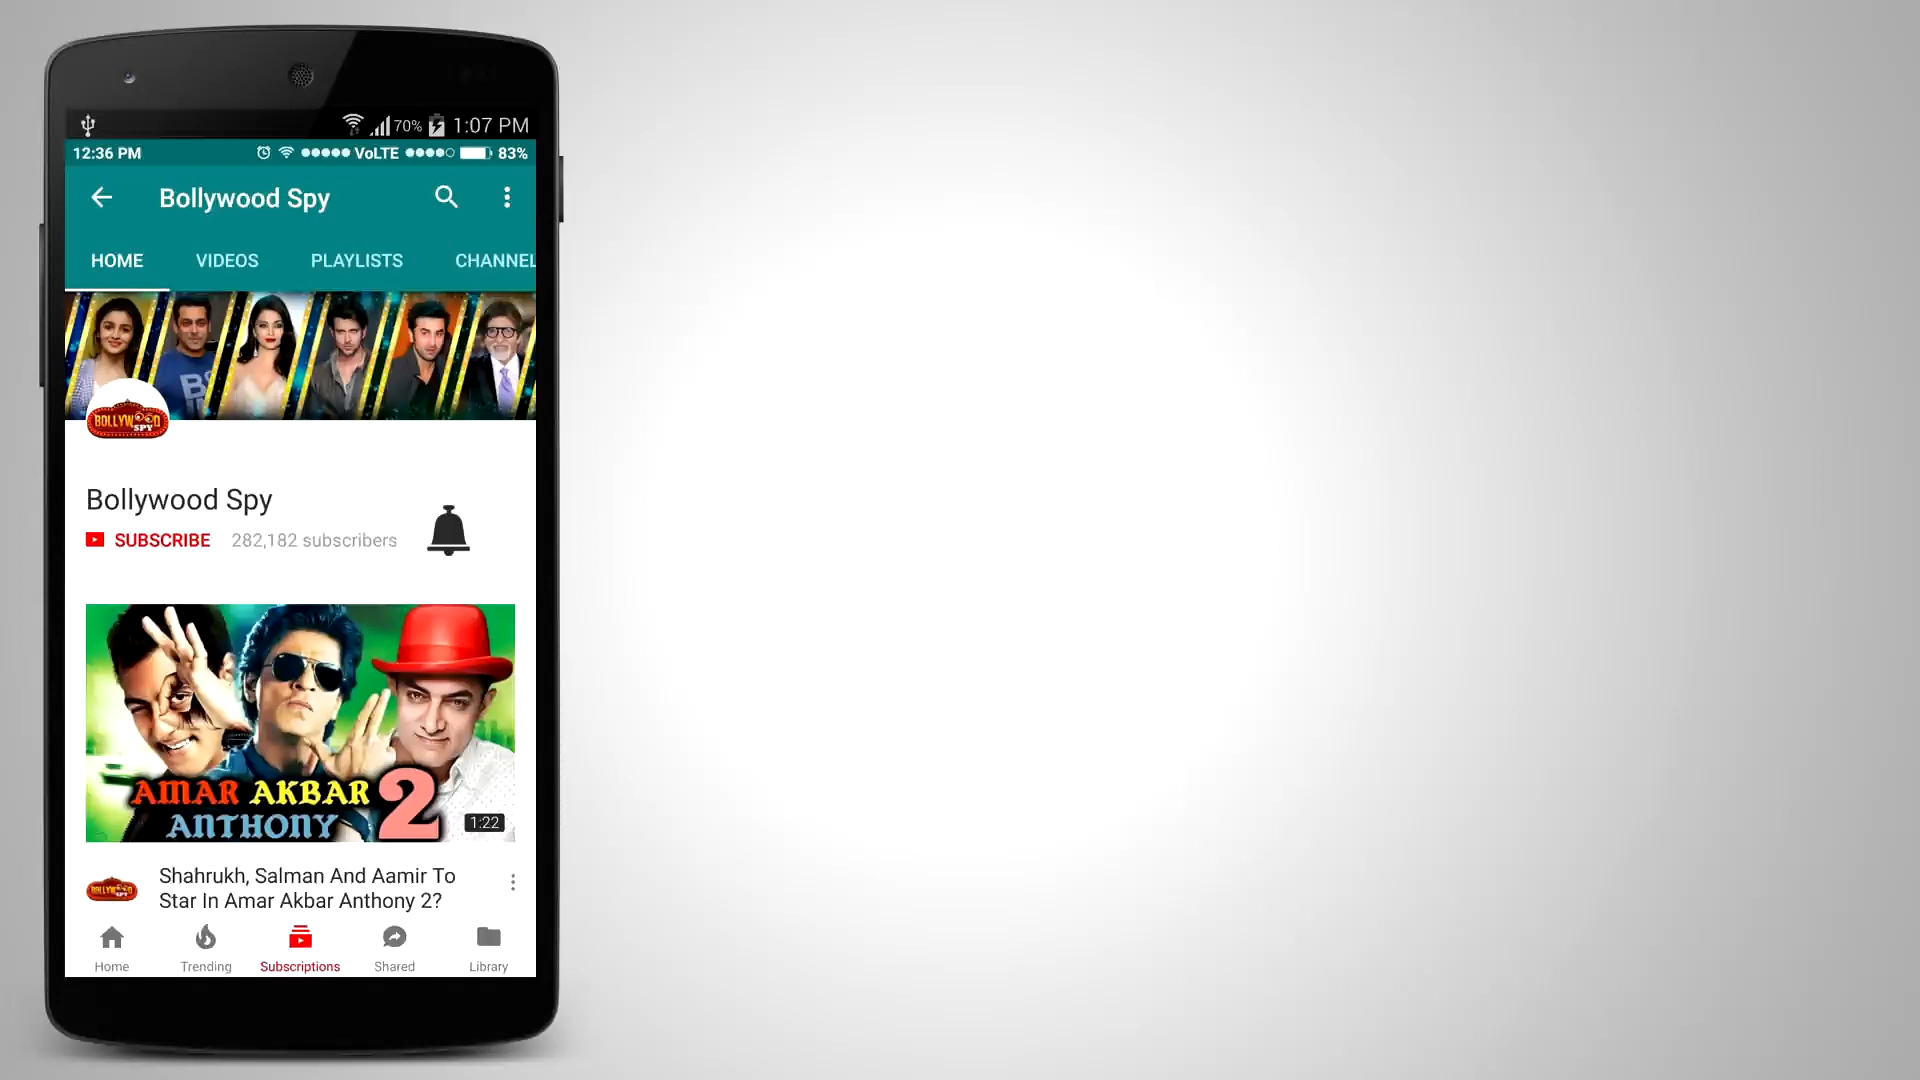 70% 1:07 PM
12:36 PM VoLTE 83%
Bollywood Spy
HOME VIDEOS PLAYLISTS CHANNEL
BOLLYWOOD
SPY
Bollywood Spy
SUBSCRIBE 282,182 subscribers
AMAR AKBAR
ANTHONY 2
1:22
Shahrukh, Salman And Aamir To
Star In Amar Akbar Anthony 2?
Home Trending Subscriptions Shared Library